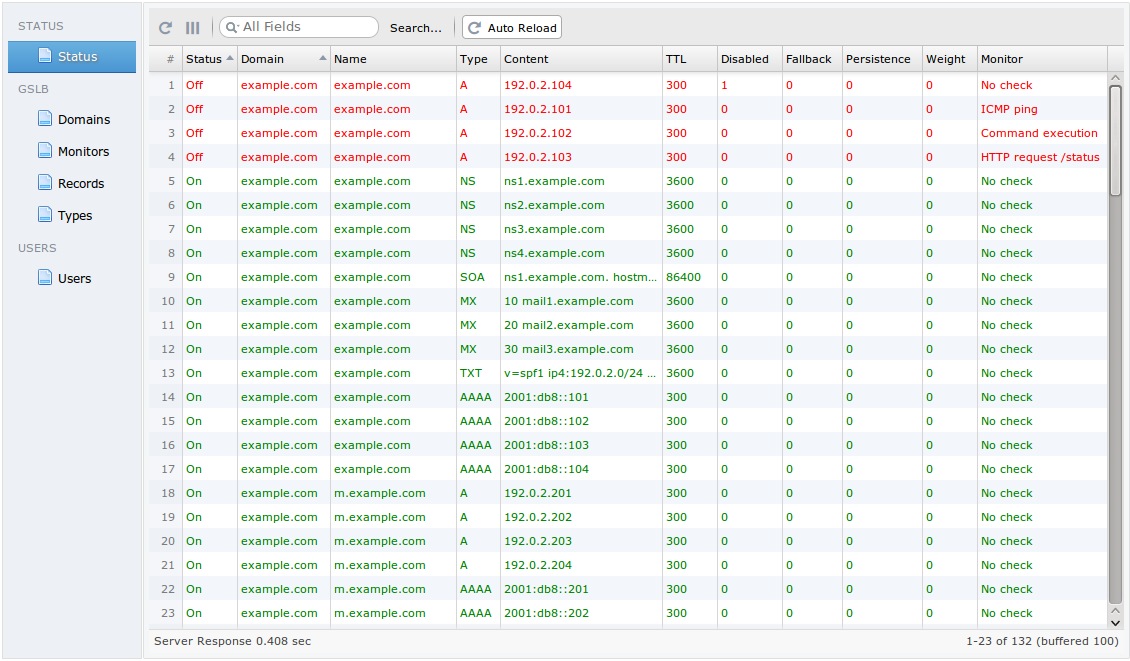 STATUS
Status
GSLB
Domains
Monitors
Records
Types
USERS
Users
All Fields Search... Auto Reload
# Status Domain Name Type Content TTL Disabled Fallback Persistence Weight Monitor
1 Off example.com example.com A 192.0.2.104 300 1 0 0 0 No check
2 Off example.com example.com A 192.0.2.101 300 0 0 0 0 ICMP ping
3 Off example.com example.com A 192.0.2.102 300 0 0 0 0 Command execution
4 Off example.com example.com A 192.0.2.103 300 0 0 0 0 HTTP request /status
5 On example.com example.com NS ns1.example.com 3600 0 0 0 0 No check
6 On example.com example.com NS ns2.example.com 3600 0 0 0 0 No check
7 On example.com example.com NS ns3.example.com 3600 0 0 0 0 No check
8 On example.com example.com NS ns4.example.com 3600 0 0 0 0 No check
9 On example.com example.com SOA ns1.example.com. hostm... 86400 0 0 0 0 No check
10 On example.com example.com MX 10 mail1.example.com 3600 0 0 0 0 No check
11 On example.com example.com MX 20 mail2.example.com 3600 0 0 0 0 No check
12 On example.com example.com MX 30 mail3.example.com 3600 0 0 0 0 No check
13 On example.com example.com TXT v=spf1 ip4:192.0.2.0/24 ... 3600 0 0 0 0 No check
14 On example.com example.com AAAA 2001:db8::101 300 0 0 0 0 No check
15 On example.com example.com AAAA 2001:db8::102 300 0 0 0 0 No check
16 On example.com example.com AAAA 2001:db8::103 300 0 0 0 0 No check
17 On example.com example.com AAAA 2001:db8::104 300 0 0 0 0 No check
18 On example.com m.example.com A 192.0.2.201 300 0 0 0 0 No check
19 On example.com m.example.com A 192.0.2.202 300 0 0 0 0 No check
20 On example.com m.example.com A 192.0.2.203 300 0 0 0 0 No check
21 On example.com m.example.com A 192.0.2.204 300 0 0 0 0 No check
22 On example.com m.example.com AAAA 2001:db8::201 300 0 0 0 0 No check
23 On example.com m.example.com AAAA 2001:db8::202 300 0 0 0 0 No check
Server Response 0.408 sec 1-23 of 132 (buffered 100)